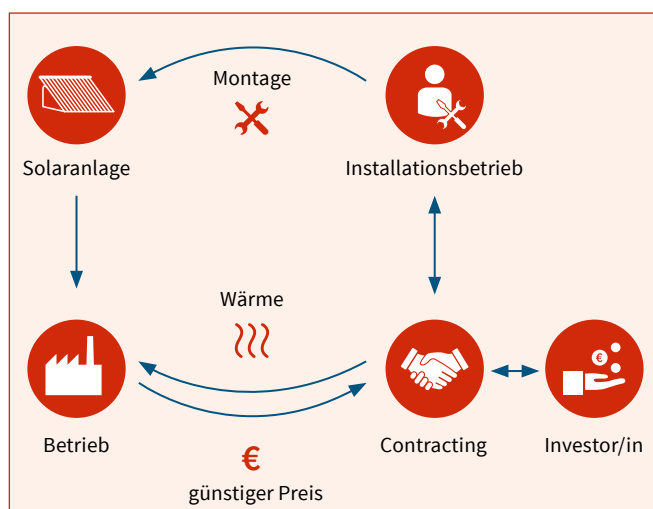 Montage
Solaranlage
Installationsbetrieb
Wärme
€
Betrieb
Contracting
Investor/in
€
günstiger Preis